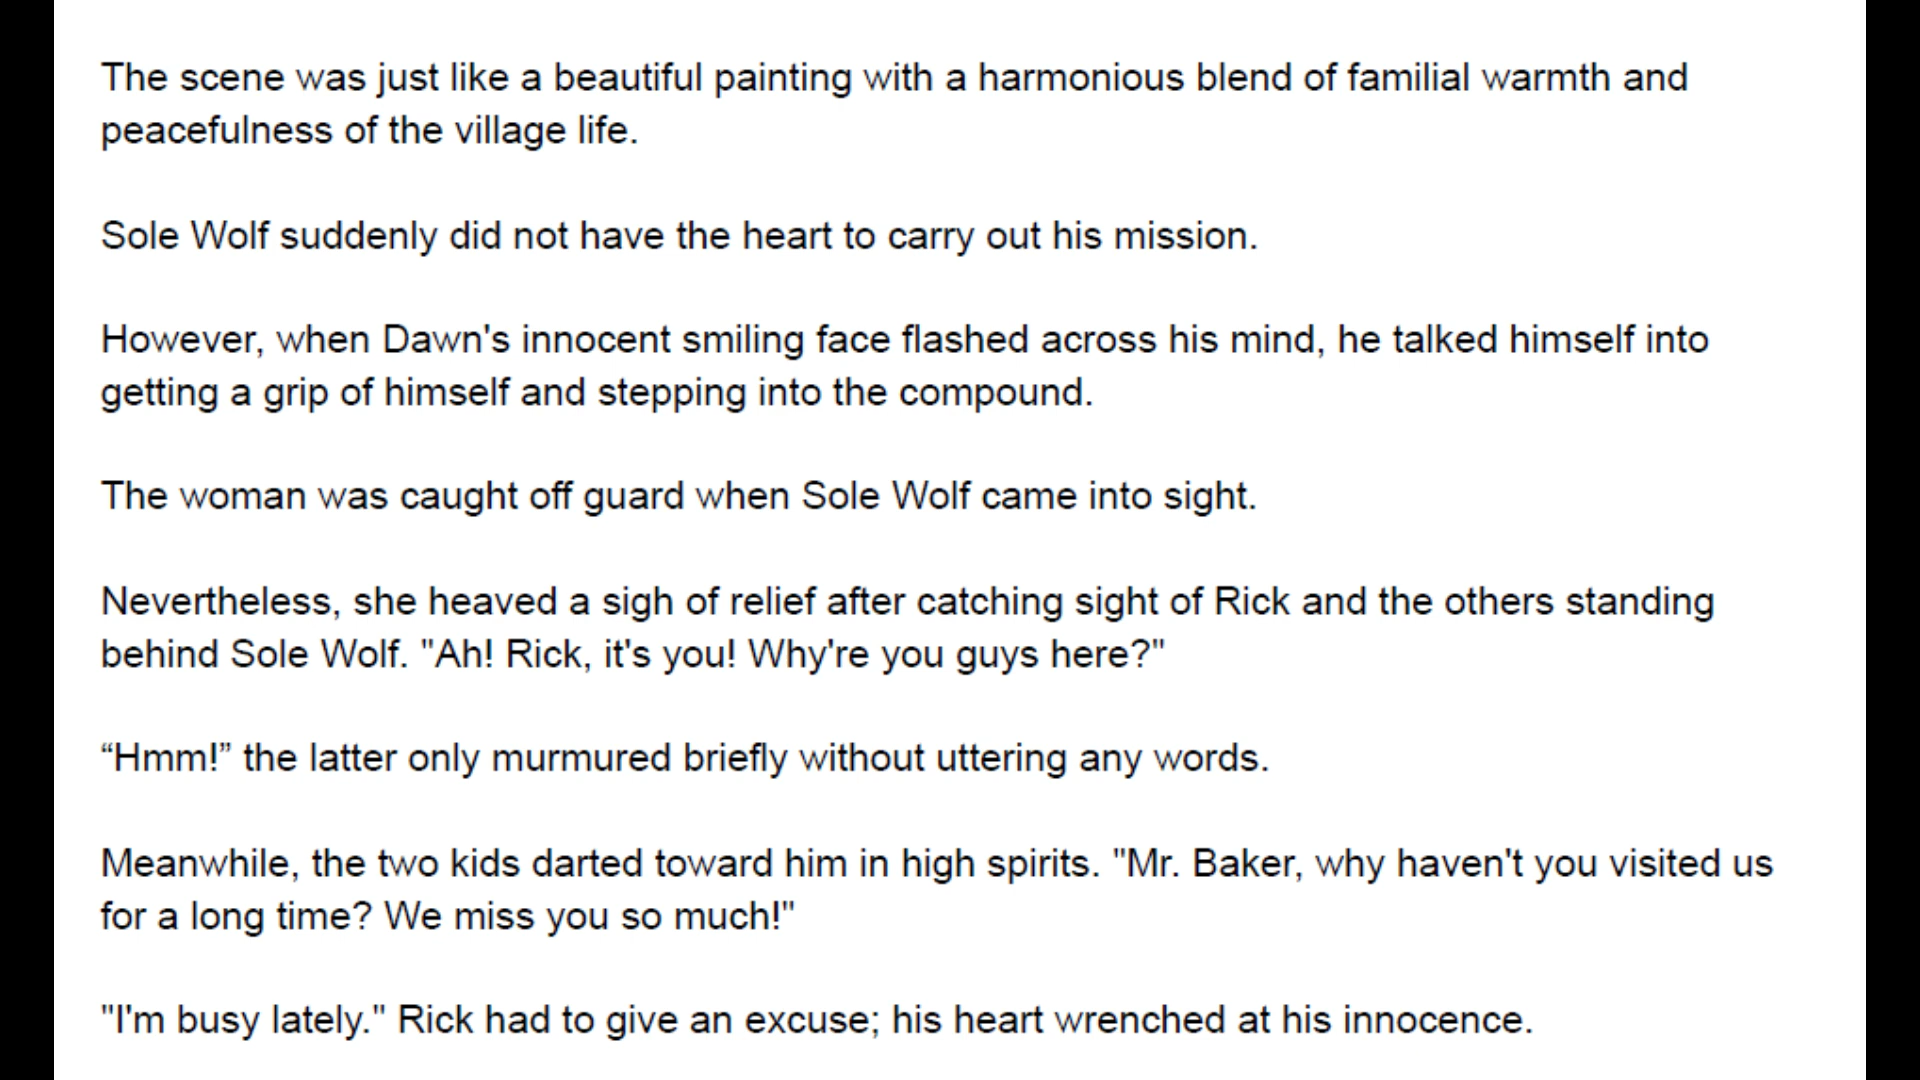 The scene was just like a beautiful painting with a harmonious blend of familial warmth and
peacefulness of the village life.
Sole Wolf suddenly did not have the heart to carry out his mission.
However, when Dawn's innocent smiling face flashed across his mind, he talked himself into
getting a grip of himself and stepping into the compound.
The woman was caught off guard when Sole Wolf came into sight.
Nevertheless, she heaved a sigh of relief after catching sight of Rick and the others standing
behind Sole Wolf. "Ah! Rick, it's you! Why're you guys here?"
“Hmm!” the latter only murmured briefly without uttering any words.
Meanwhile, the two kids darted toward him in high spirits. "Mr. Baker, why haven't you visited us
for a long time? We miss you so much!"
"I'm busy lately." Rick had to give an excuse; his heart wrenched at his innocence.